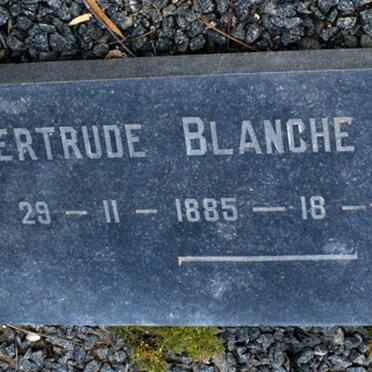 ERTRUDE BLANCHE
29 – 11 – 1885 – 18 –